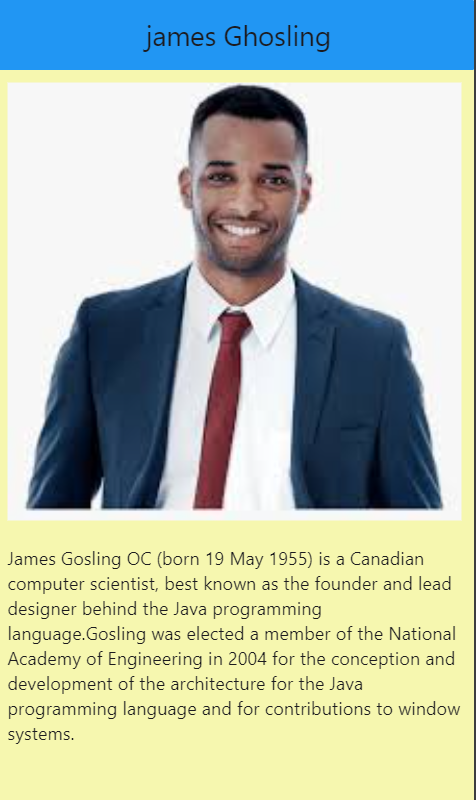 james Ghosling
James Gosling OC (born 19 May 1955) is a Canadian
computer scientist, best known as the founder and lead
designer behind the Java programming
language.Gosling was elected a member of the National
Academy of Engineering in 2004 for the conception and
development of the architecture for the Java
programming language and for contributions to window
systems.